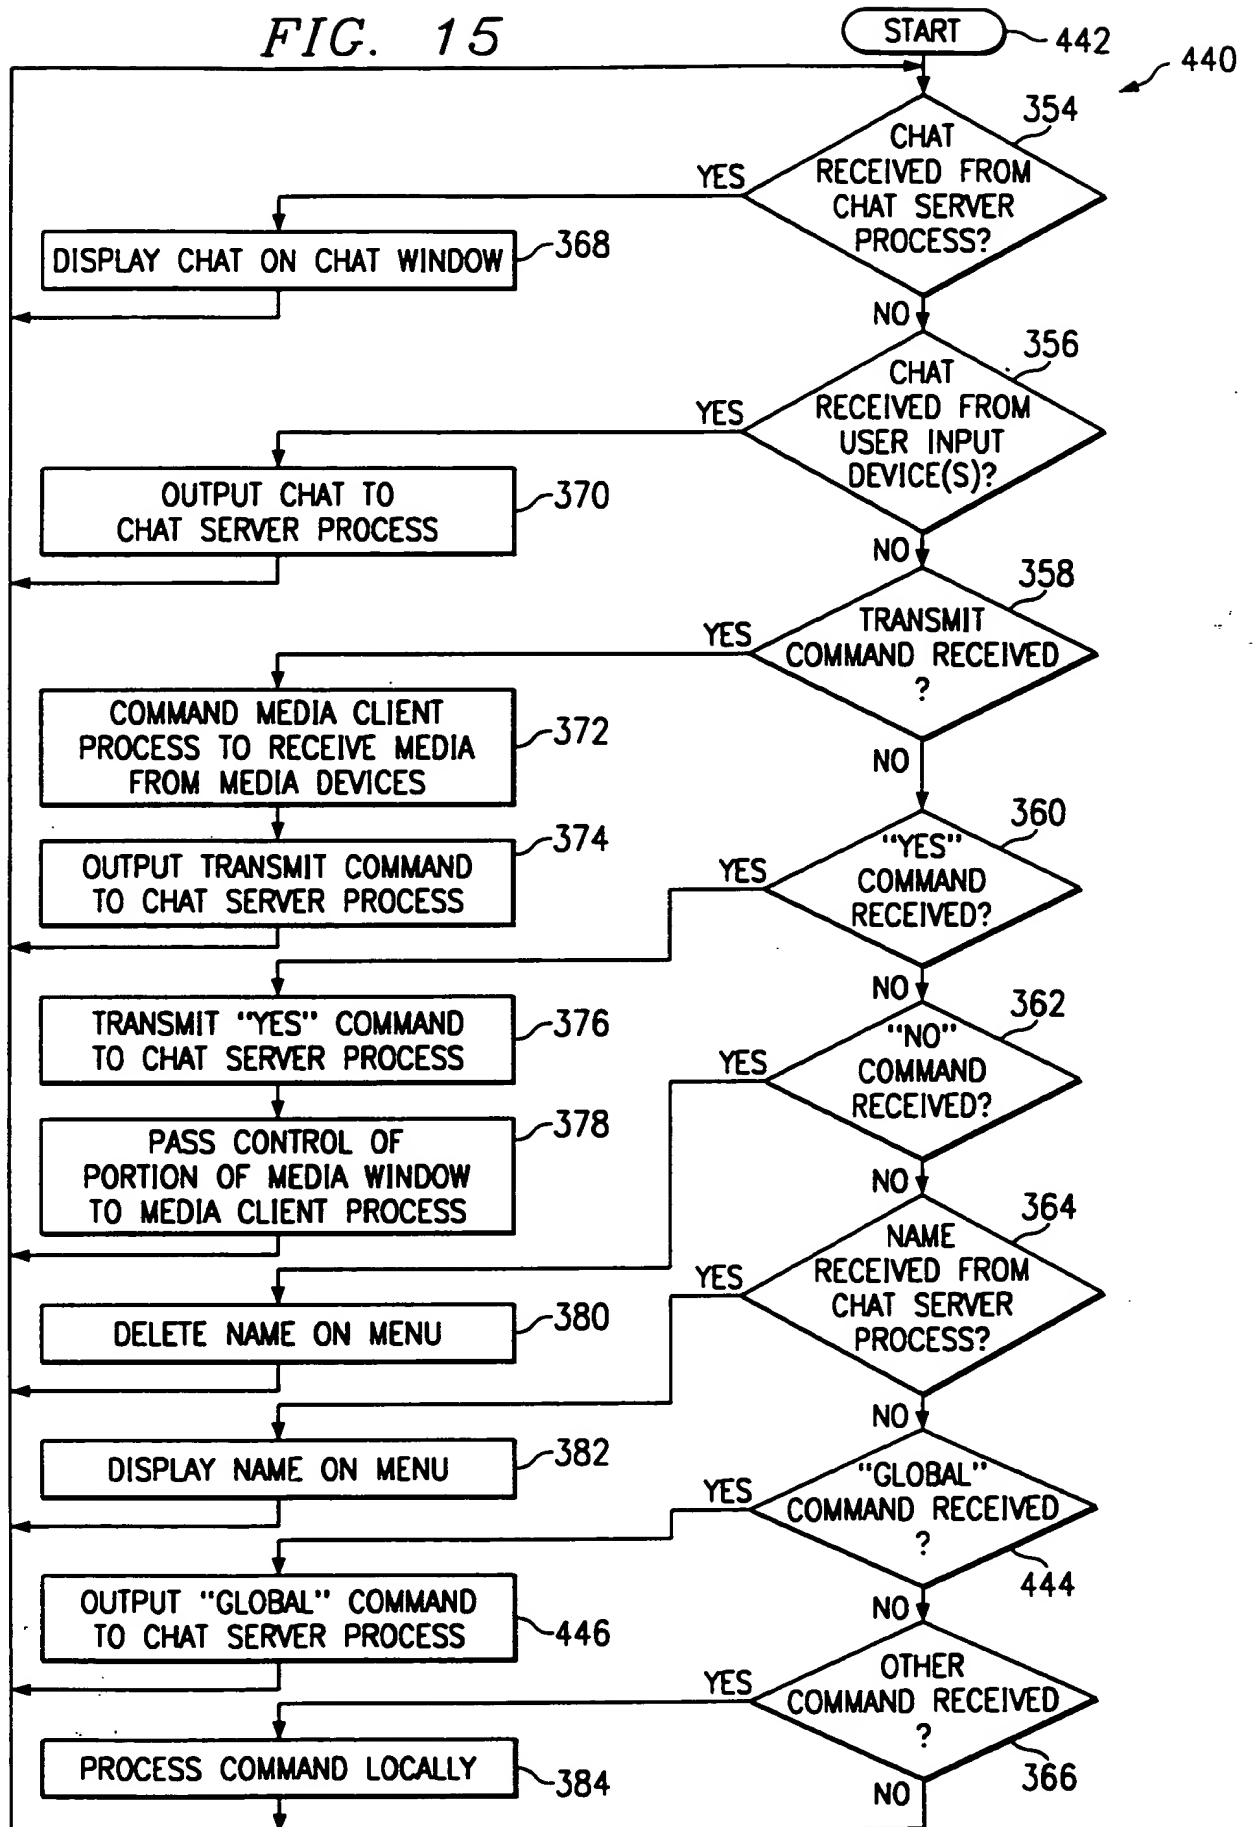 FIG. 15
START
442
440
354
CHAT
RECEIVED FROM
CHAT SERVER
PROCESS?
YES
DISPLAY CHAT ON CHAT WINDOW
368
NO
356
CHAT
RECEIVED FROM
USER INPUT
DEVICE(S)?
YES
OUTPUT CHAT TO
CHAT SERVER PROCESS
370
NO
358
TRANSMIT
COMMAND RECEIVED
?
YES
COMMAND MEDIA CLIENT
PROCESS TO RECEIVE MEDIA
FROM MEDIA DEVICES
372
NO
OUTPUT TRANSMIT COMMAND
TO CHAT SERVER PROCESS
374
360
"YES"
COMMAND
RECEIVED?
YES
TRANSMIT "YES" COMMAND
TO CHAT SERVER PROCESS
376
NO
PASS CONTROL OF
PORTION OF MEDIA WINDOW
TO MEDIA CLIENT PROCESS
378
362
"NO"
COMMAND
RECEIVED?
YES
DELETE NAME ON MENU
380
NO
364
NAME
RECEIVED FROM
CHAT SERVER
PROCESS?
YES
DISPLAY NAME ON MENU
382
NO
"GLOBAL"
COMMAND RECEIVED
?
444
YES
OUTPUT "GLOBAL" COMMAND
TO CHAT SERVER PROCESS
446
NO
OTHER
COMMAND RECEIVED
?
366
YES
PROCESS COMMAND LOCALLY
384
NO